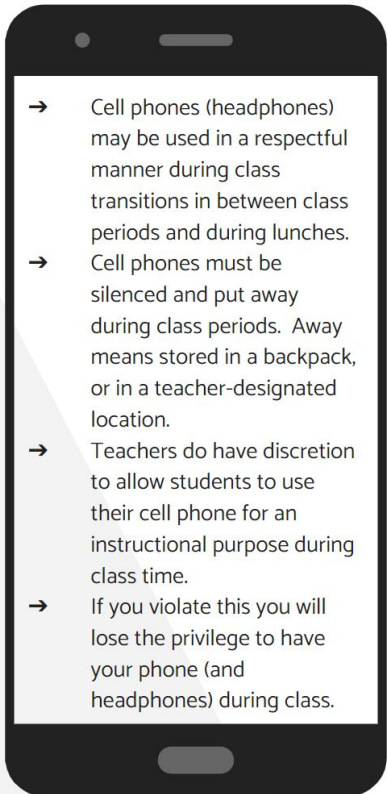 ➔ Cell phones (headphones)
may be used in a respectful
manner during class
transitions in between class
periods and during lunches.
➔ Cell phones must be
silenced and put away
during class periods.  Away
means stored in a backpack,
or in a teacher-designated
location.
➔ Teachers do have discretion
to allow students to use
their cell phone for an
instructional purpose during
class time.
➔ If you violate this you will
lose the privilege to have
your phone (and
headphones) during class.